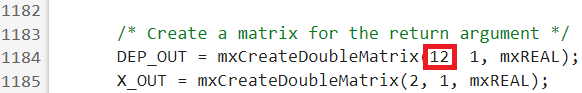 1182
1183 /* Create a matrix for the return argument */
1184 DEP_OUT = mxCreateDoubleMatrix(12 1, mxREAL);
1185 X_OUT = mxCreateDoubleMatrix(2, 1, mxREAL);